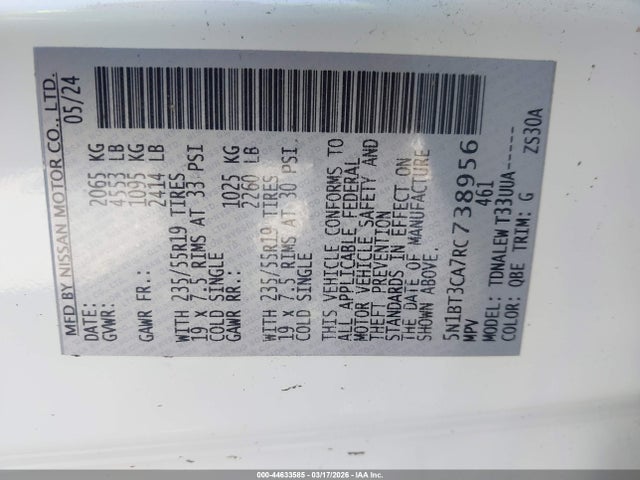 MFD BY NISSAN MOTOR CO., LTD.
DATE: 05/24
GVWR: 2065 KG
4553 LB
GAWR FR.: 1095 KG
2414 LB
WITH 235/55R19 TIRES
19 X 7.5 RIMS AT 33 PSI
COLD SINGLE
GAWR RR.: 1025 KG
2260 LB
WITH 235/55R19 TIRES
19 X 7.5 RIMS AT 30 PSI.
COLD SINGLE
THIS VEHICLE CONFORMS TO
ALL APPLICABLE FEDERAL
MOTOR VEHICLE SAFETY AND
THEFT PREVENTION
STANDARDS IN EFFECT ON
THE DATE OF MANUFACTURE
SHOWN ABOVE.
5N1BT3CA7RC738956
MPV 461
MODEL: TDNALEW T33UUA-----
COLOR: QBE TRIM: G ZS30A
000-44633585 | 03/17/2026 | IAA Corp.